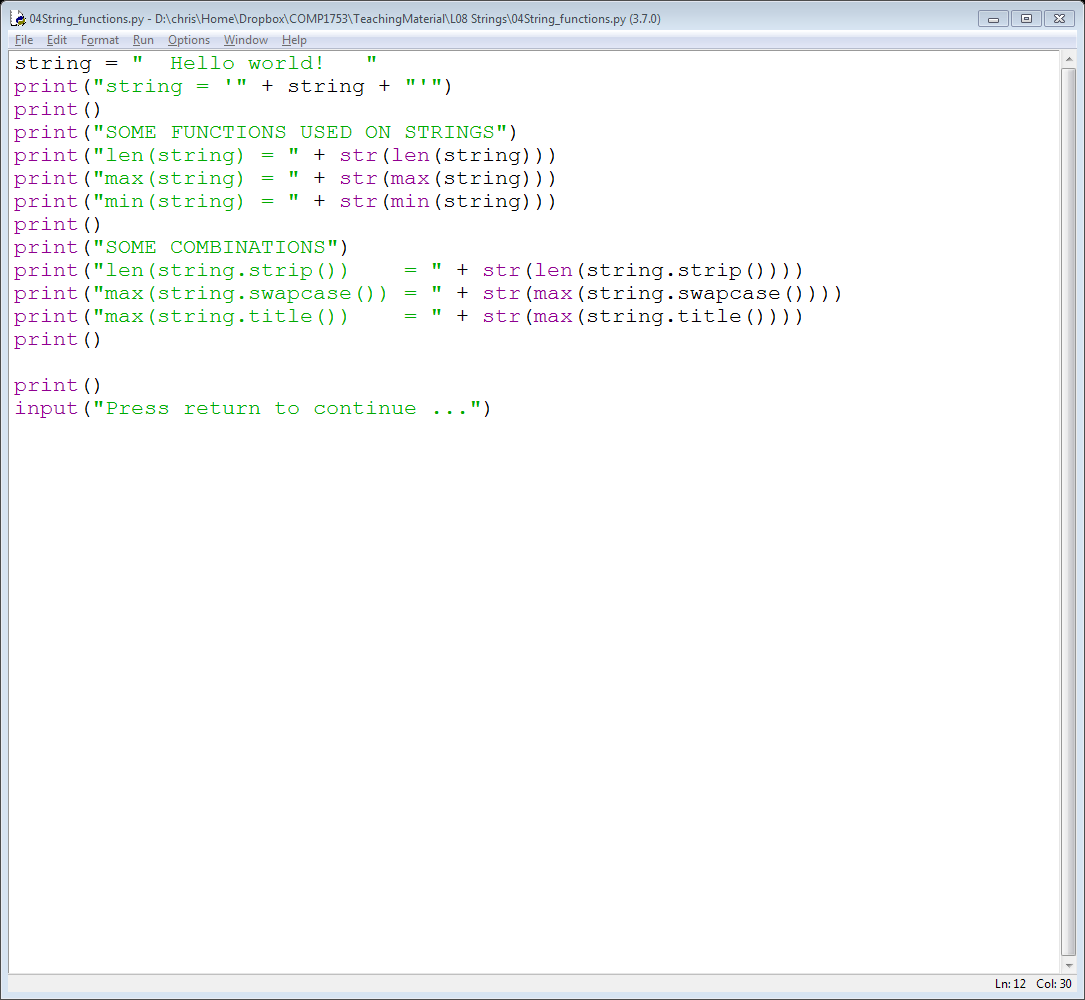 04String_functions.py - D:\chris\Home\Dropbox\COMP1753\TeachingMaterial\L08 Strings\04String_functions.py (3.7.0)
File Edit Format Run Options Window Help
string = "  Hello world!   "
print("string = '" + string + "'")
print()
print("SOME FUNCTIONS USED ON STRINGS")
print("len(string) = " + str(len(string)))
print("max(string) = " + str(max(string)))
print("min(string) = " + str(min(string)))
print()
print("SOME COMBINATIONS")
print("len(string.strip())    = " + str(len(string.strip())))
print("max(string.swapcase()) = " + str(max(string.swapcase())))
print("max(string.title())    = " + str(max(string.title())))
print()
print()
input("Press return to continue ...")
Ln: 12 Col: 30